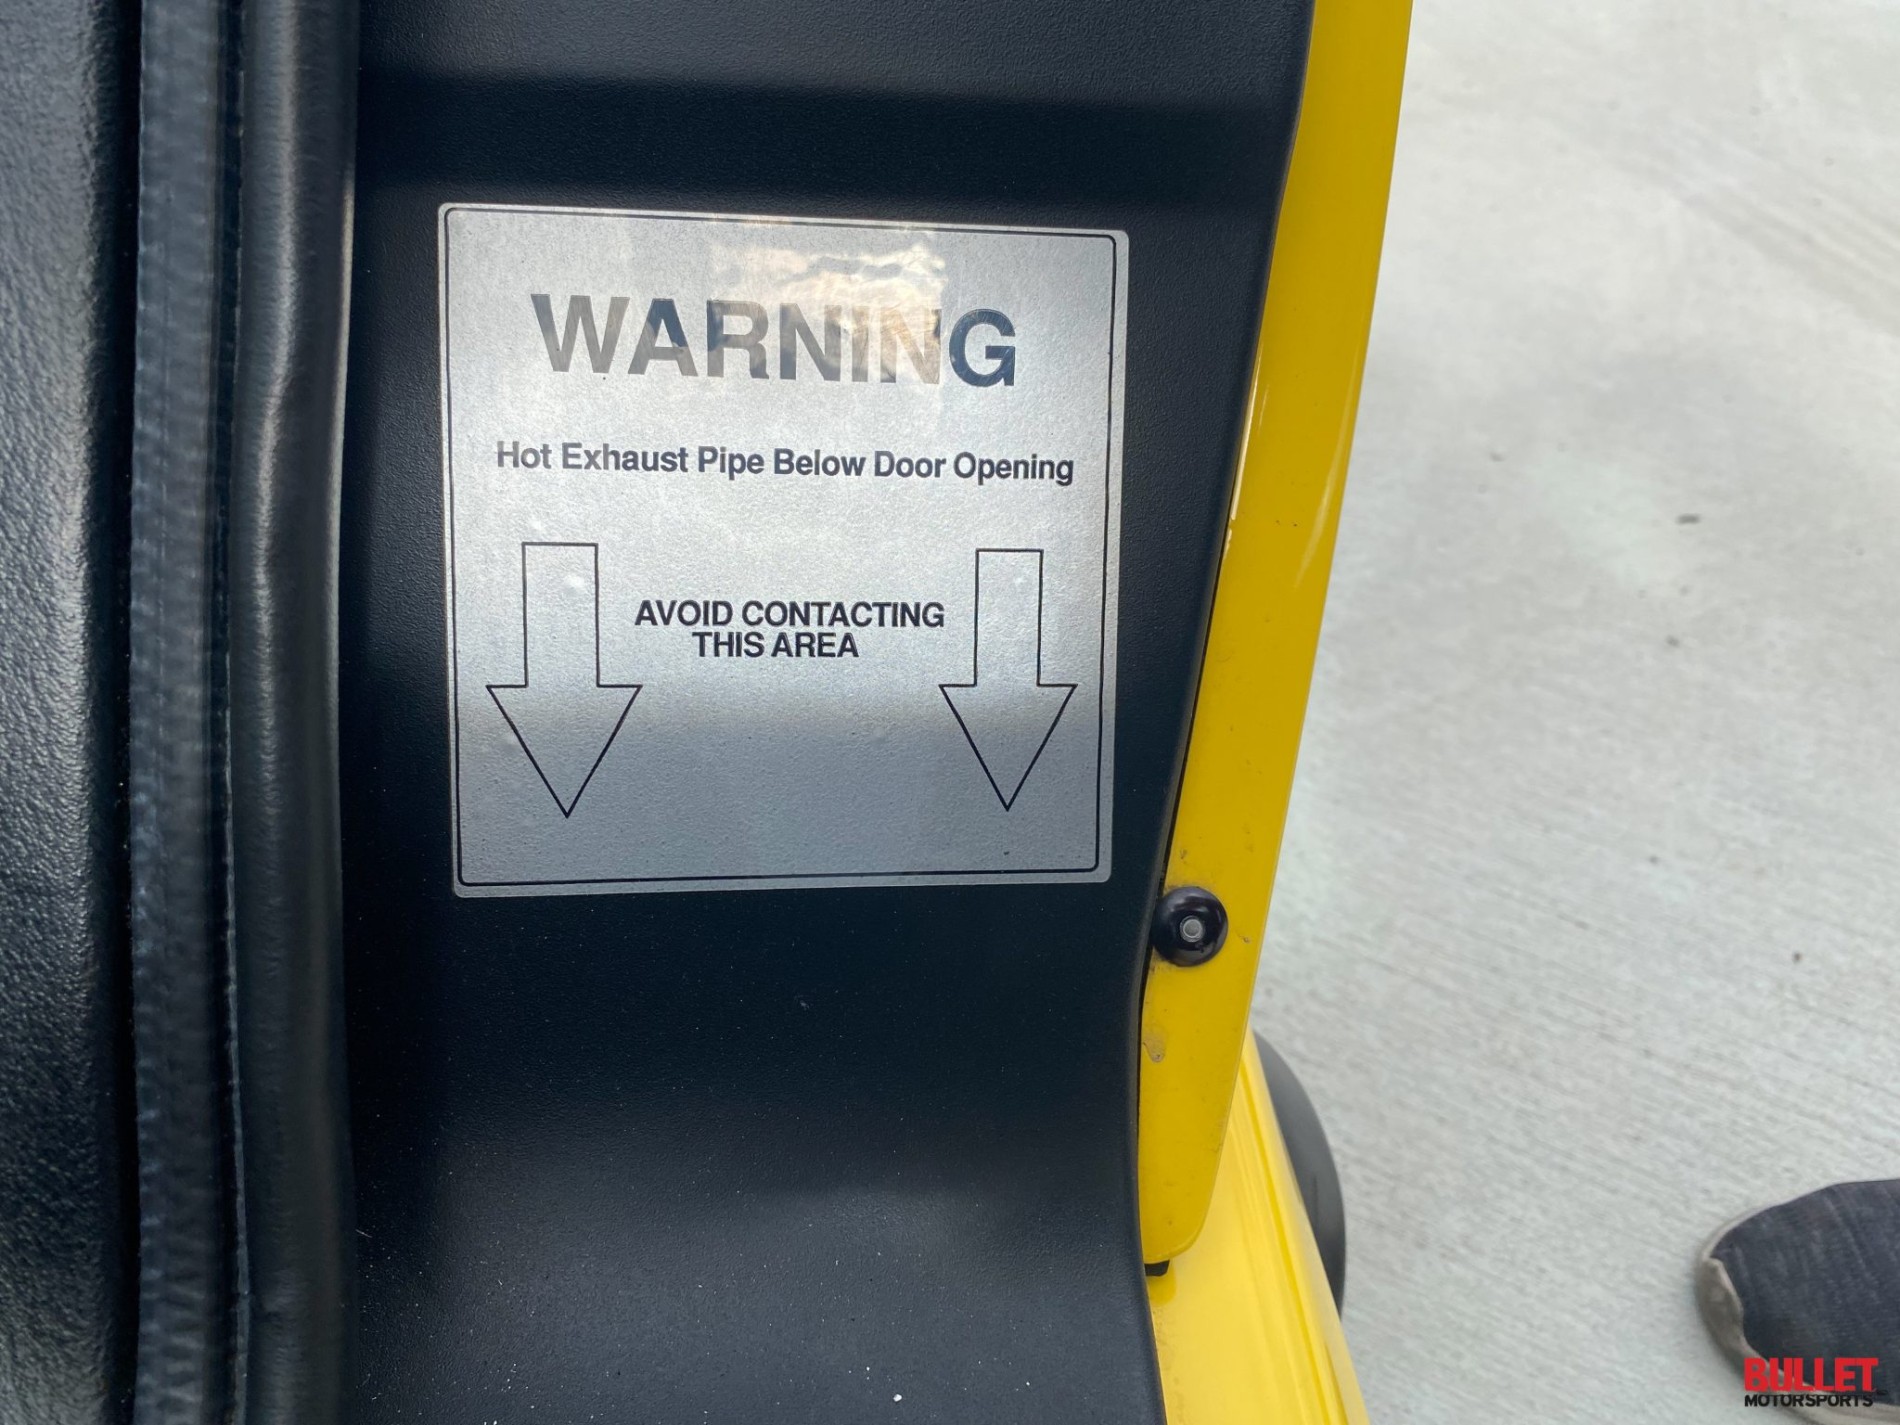 WARNING
Hot Exhaust Pipe Below Door Opening
AVOID CONTACTING
THIS AREA
BULLET
MOTORSPORTS